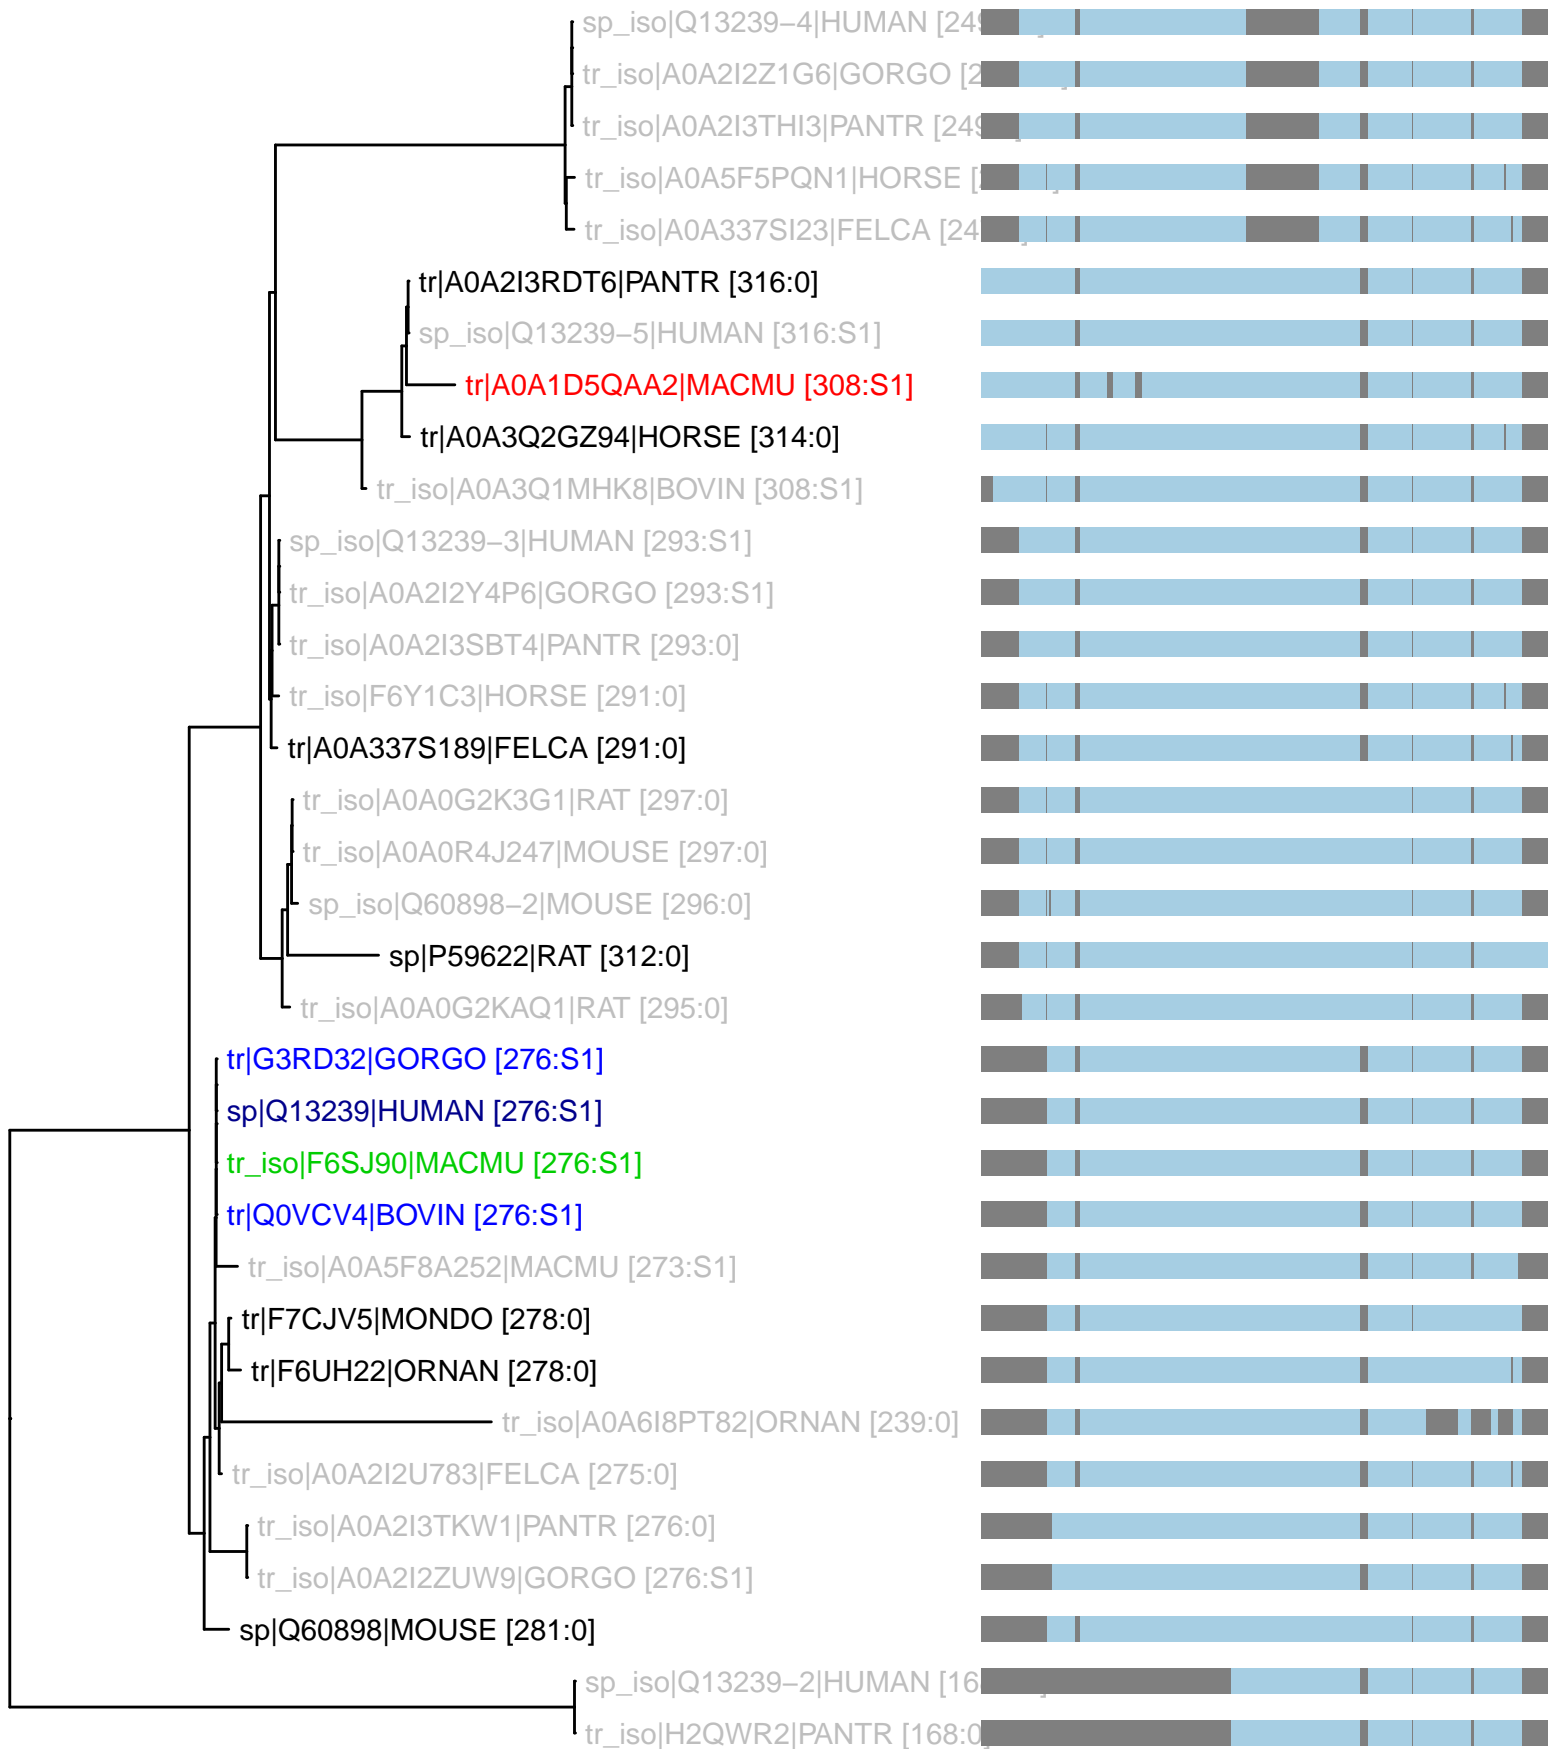 sp_iso|Q13239−4|HUMAN [249
tr_iso|A0A2I2Z1G6|GORGO [2
tr_iso|A0A2I3THI3|PANTR [249
tr_iso|A0A5F5PQN1|HORSE [
tr_iso|A0A337SI23|FELCA [24
tr|A0A2I3RDT6|PANTR [316:0]
sp_iso|Q13239−5|HUMAN [316:S1]
tr|A0A1D5QAA2|MACMU [308:S1]
tr|A0A3Q2GZ94|HORSE [314:0]
tr_iso|A0A3Q1MHK8|BOVIN [308:S1]
sp_iso|Q13239−3|HUMAN [293:S1]
tr_iso|A0A2I2Y4P6|GORGO [293:S1]
tr_iso|A0A2I3SBT4|PANTR [293:0]
tr_iso|F6Y1C3|HORSE [291:0]
tr|A0A337S189|FELCA [291:0]
tr_iso|A0A0G2K3G1|RAT [297:0]
tr_iso|A0A0R4J247|MOUSE [297:0]
sp_iso|Q60898−2|MOUSE [296:0]
sp|P59622|RAT [312:0]
tr_iso|A0A0G2KAQ1|RAT [295:0]
tr|G3RD32|GORGO [276:S1]
sp|Q13239|HUMAN [276:S1]
tr_iso|F6SJ90|MACMU [276:S1]
tr|Q0VCV4|BOVIN [276:S1]
tr_iso|A0A5F8A252|MACMU [273:S1]
tr|F7CJV5|MONDO [278:0]
tr|F6UH22|ORNAN [278:0]
tr_iso|A0A6I8PT82|ORNAN [239:0]
tr_iso|A0A2I2U783|FELCA [275:0]
tr_iso|A0A2I3TKW1|PANTR [276:0]
tr_iso|A0A2I2ZUW9|GORGO [276:S1]
sp|Q60898|MOUSE [281:0]
sp_iso|Q13239−2|HUMAN [16
tr_iso|H2QWR2|PANTR [168:0